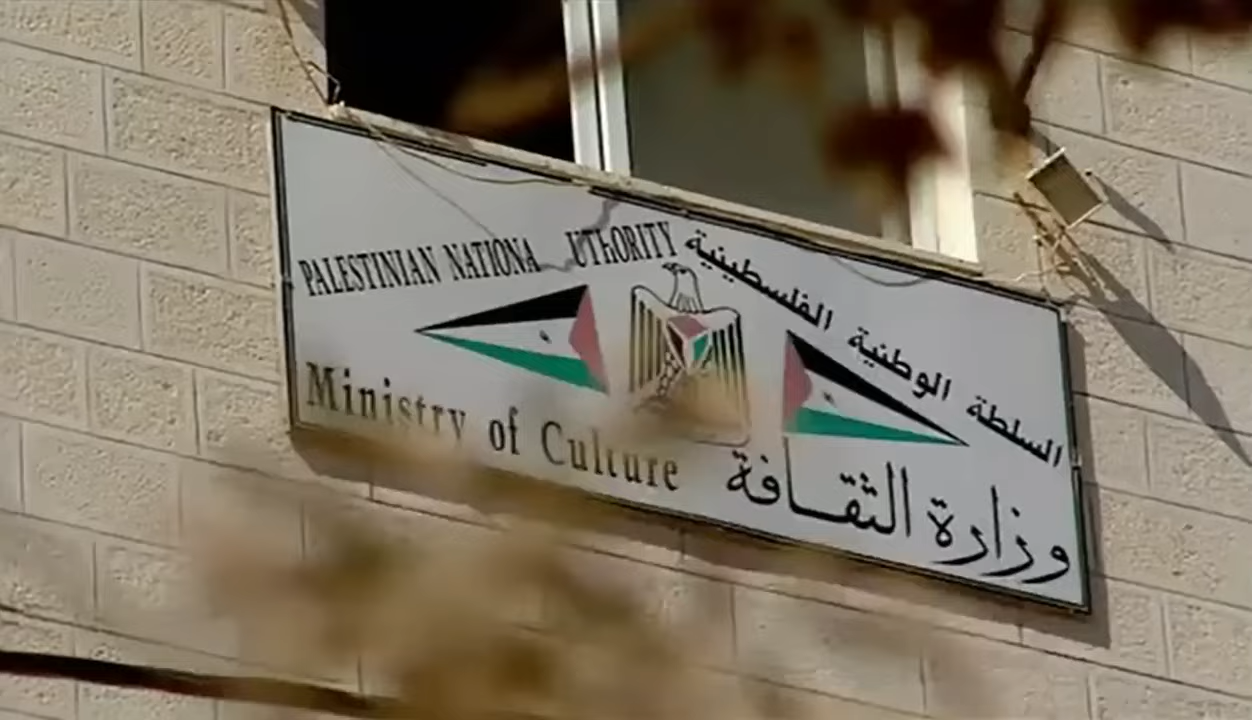 PALESTINIAN NATIONA UTHORITY
السلطة الوطنية الفلسطينية
Ministry of Culture
وزارة الثقافة